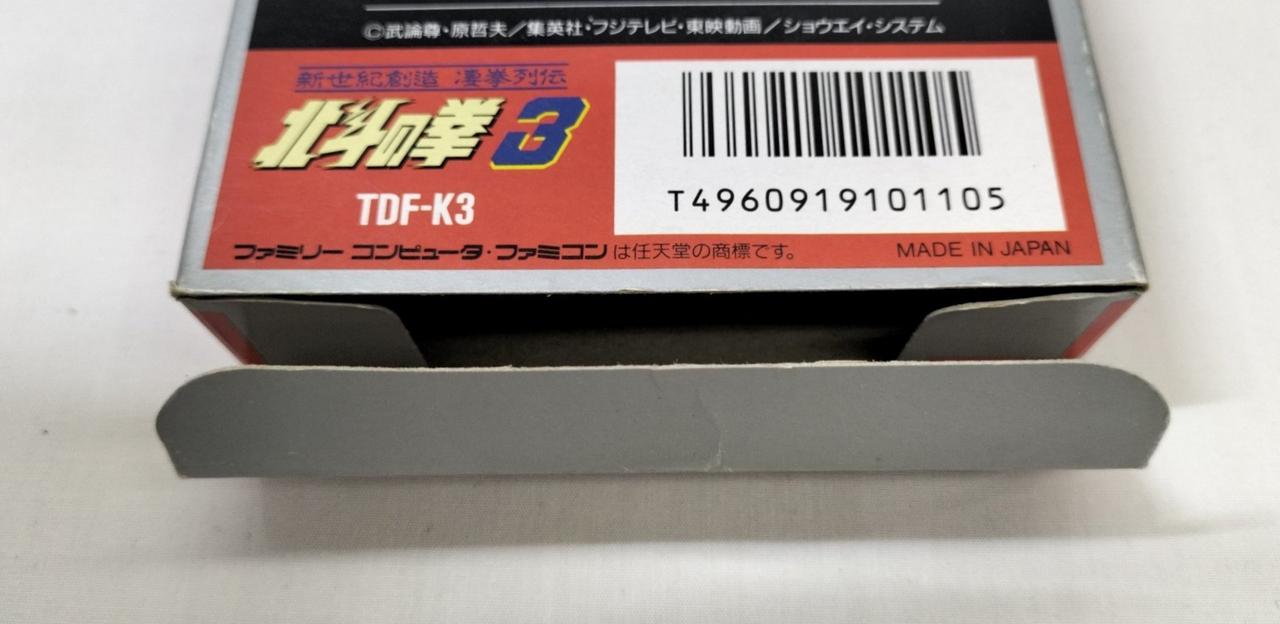 ©武論尊・原哲夫／集英社・フジテレビ・東映動画／ショウエイ・システム
新世紀創造 凄拳列伝
北斗の拳3
TDF-K3
T4960919101105
ファミリー コンピュータ・ファミコンは任天堂の商標です。
MADE IN JAPAN